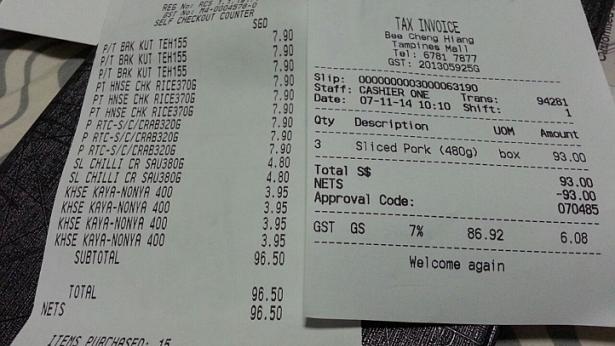 SELF CHECKOUT COUNTER
SGD
P/T BAK KUT TEH155 7.90
P/T BAK KUT TEH155 7.90
P/T BAK KUT TEH155 7.90
PT HNSE CHK RICE370G 7.90
PT HNSE CHK RICE370G 7.90
PT HNSE CHK RICE370G 7.90
P RTC-S/C/CRAB320G 7.90
P RTC-S/C/CRAB320G 7.90
P RTC-S/C/CRAB320G 7.90
SL CHILLI CR SAU380G 4.80
SL CHILLI CR SAU380G 4.80
KHSE KAYA-NONYA 400 3.95
KHSE KAYA-NONYA 400 3.95
KHSE KAYA-NONYA 400 3.95
KHSE KAYA-NONYA 400 3.95
SUBTOTAL 96.50
TOTAL 96.50
NETS 96.50
ITEMS PURCHASED: 15
TAX INVOICE
Bee Cheng Hiang
Tampines Mall
Tel: 6781 7877
GST: 201305925G
Slip: 0000000003000063190
Staff: CASHIER ONE Trans: 94281
Date: 07-11-14 10:10 Shift: 1
Qty Description UOM Amount
3 Sliced Pork (480g) box 93.00
Total S$ 93.00
NETS -93.00
Approval Code: 070485
GST GS 7% 86.92 6.08
Welcome again